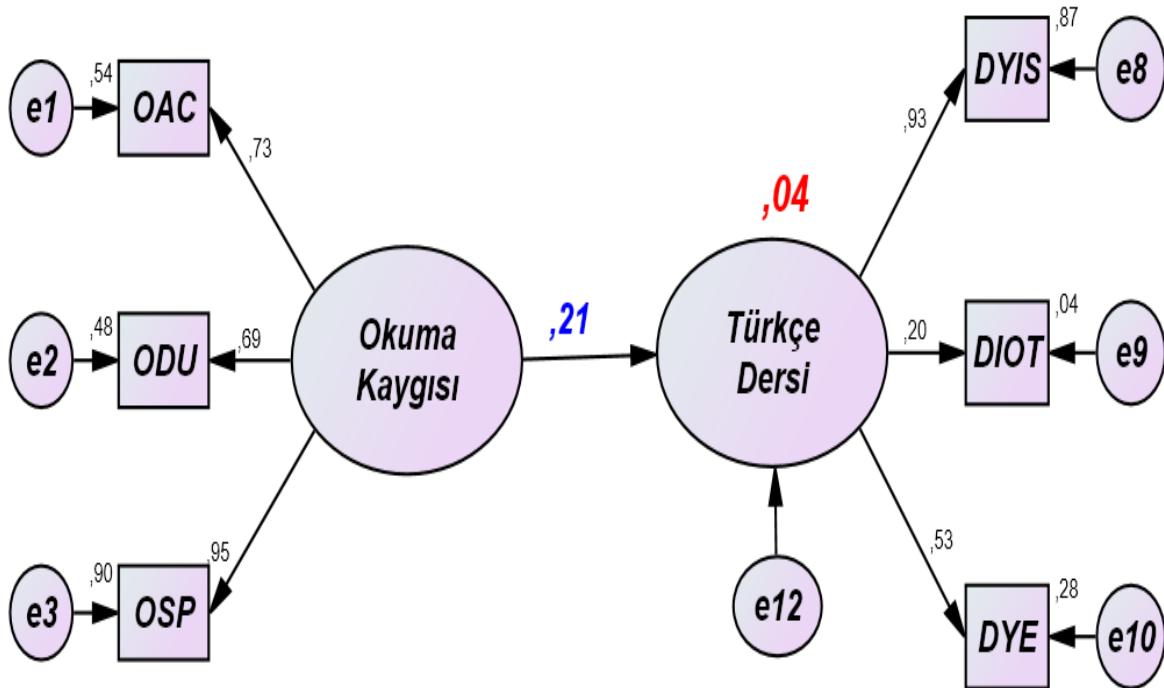 ,87
,54
e1
OAC
DYIS
e8
,93
,73
,04
,48
e2
ODU
,69
Okuma
Kaygısı
,21
Türkçe
Dersi
,20
DIOT
,04
e9
,90
e3
OSP
,95
e12
,53
DYE
,28
e10